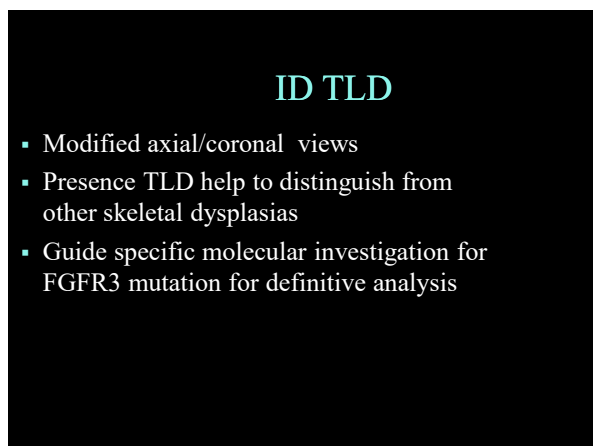 ID TLD
▪ Modified axial/coronal  views
▪ Presence TLD help to distinguish from
other skeletal dysplasias
▪ Guide specific molecular investigation for
FGFR3 mutation for definitive analysis